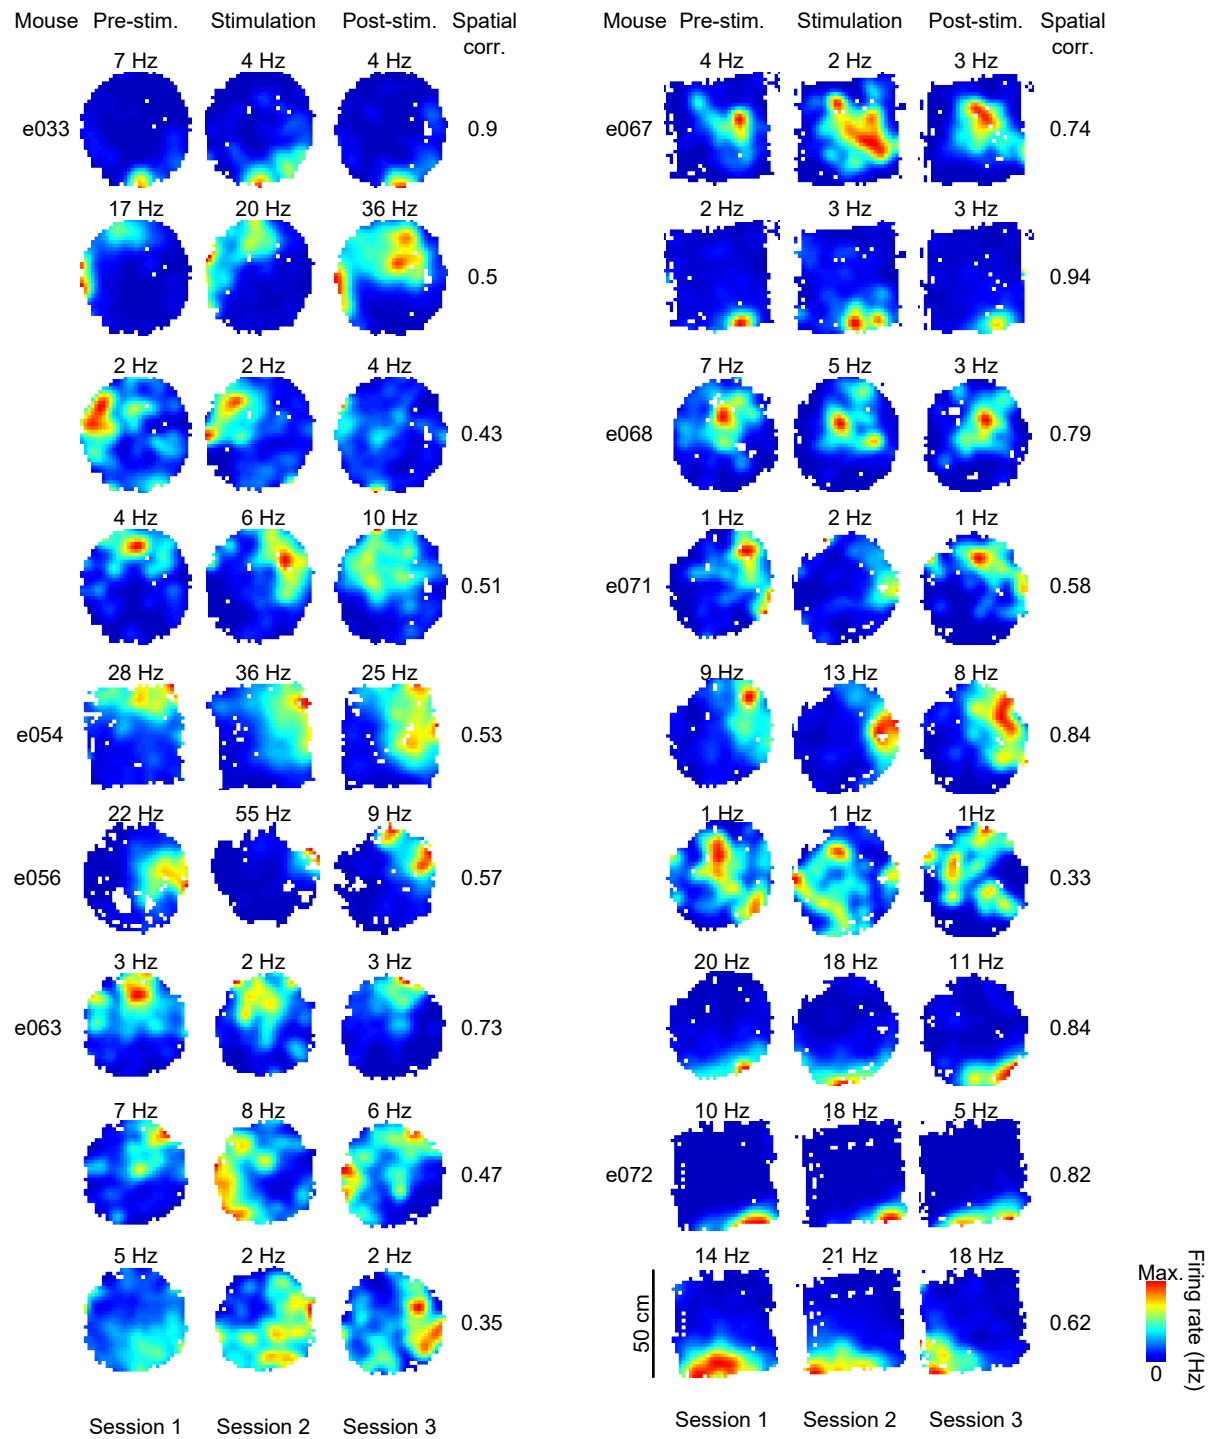 Mouse Pre-stim. Stimulation Post-stim. Spatial corr.
7 Hz 4 Hz 4 Hz
e033 0.9
17 Hz 20 Hz 36 Hz
0.5
2 Hz 2 Hz 4 Hz
0.43
4 Hz 6 Hz 10 Hz
0.51
28 Hz 36 Hz 25 Hz
e054 0.53
22 Hz 55 Hz 9 Hz
e056 0.57
3 Hz 2 Hz 3 Hz
e063 0.73
7 Hz 8 Hz 6 Hz
0.47
5 Hz 2 Hz 2 Hz
0.35
Session 1 Session 2 Session 3
Mouse Pre-stim. Stimulation Post-stim. Spatial corr.
4 Hz 2 Hz 3 Hz
e067 0.74
2 Hz 3 Hz 3 Hz
0.94
7 Hz 5 Hz 3 Hz
e068 0.79
1 Hz 2 Hz 1 Hz
e071 0.58
9 Hz 13 Hz 8 Hz
0.84
1 Hz 1 Hz 1Hz
0.33
20 Hz 18 Hz 11 Hz
0.84
10 Hz 18 Hz 5 Hz
e072 0.82
14 Hz 21 Hz 18 Hz
50 cm 0.62
Session 1 Session 2 Session 3
Max.
0
Firing rate (Hz)